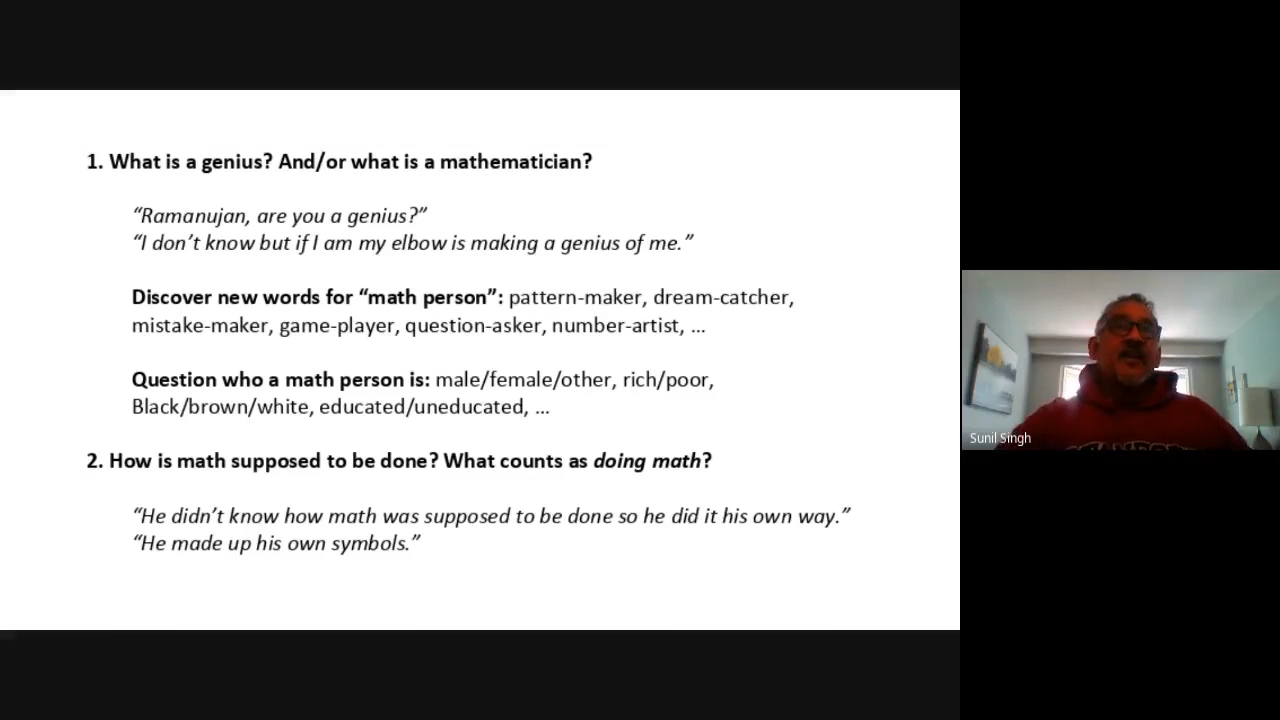 1. What is a genius? And/or what is a mathematician?
“Ramanujan, are you a genius?”
“I don’t know but if I am my elbow is making a genius of me.”
Discover new words for “math person”: pattern-maker, dream-catcher,
mistake-maker, game-player, question-asker, number-artist, ...
Question who a math person is: male/female/other, rich/poor,
Black/brown/white, educated/uneducated, ...
2. How is math supposed to be done? What counts as doing math?
“He didn’t know how math was supposed to be done so he did it his own way.”
“He made up his own symbols.”
Sunil Singh